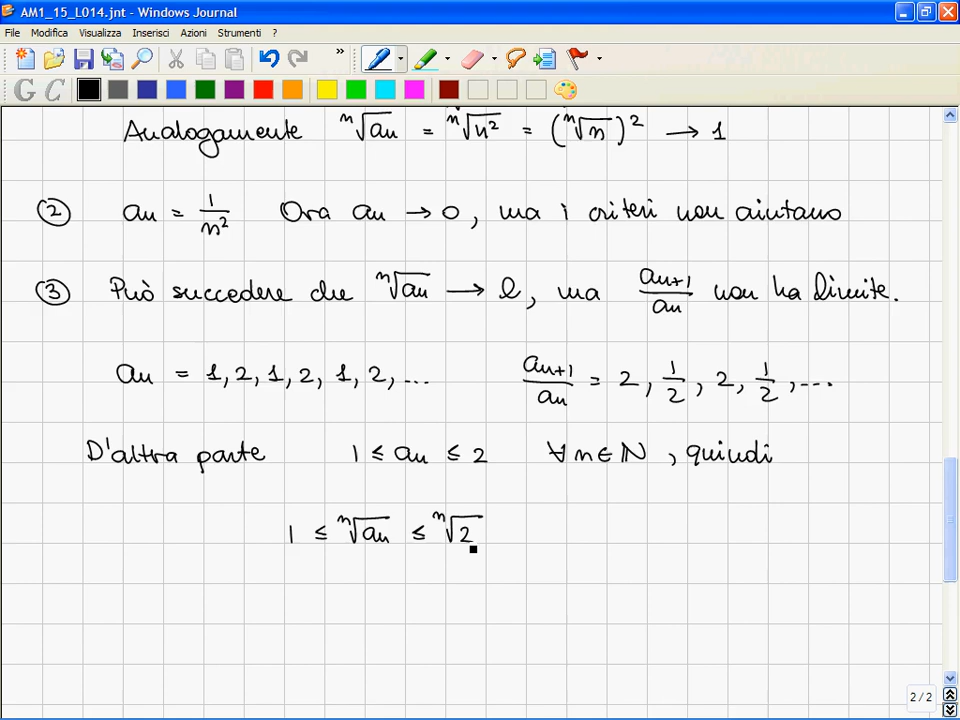 AM1_15_L014.jnt - Windows Journal
File Modifica Visualizza Inserisci Azioni Strumenti ?
Analogamente ⁿ√an = ⁿ√n² = (ⁿ√n)² → 1
② an = 1/n² Ora an → 0, ma i criteri non aiutano
③ Può succedere che ⁿ√an → l, ma an+1/an non ha limite.
an = 1, 2, 1, 2, 1, 2, ... an+1/an = 2, 1/2, 2, 1/2, ...
D'altra parte 1 ≤ an ≤ 2 ∀ n ∈ ℕ, quindi
1 ≤ ⁿ√an ≤ ⁿ√2
2 / 2